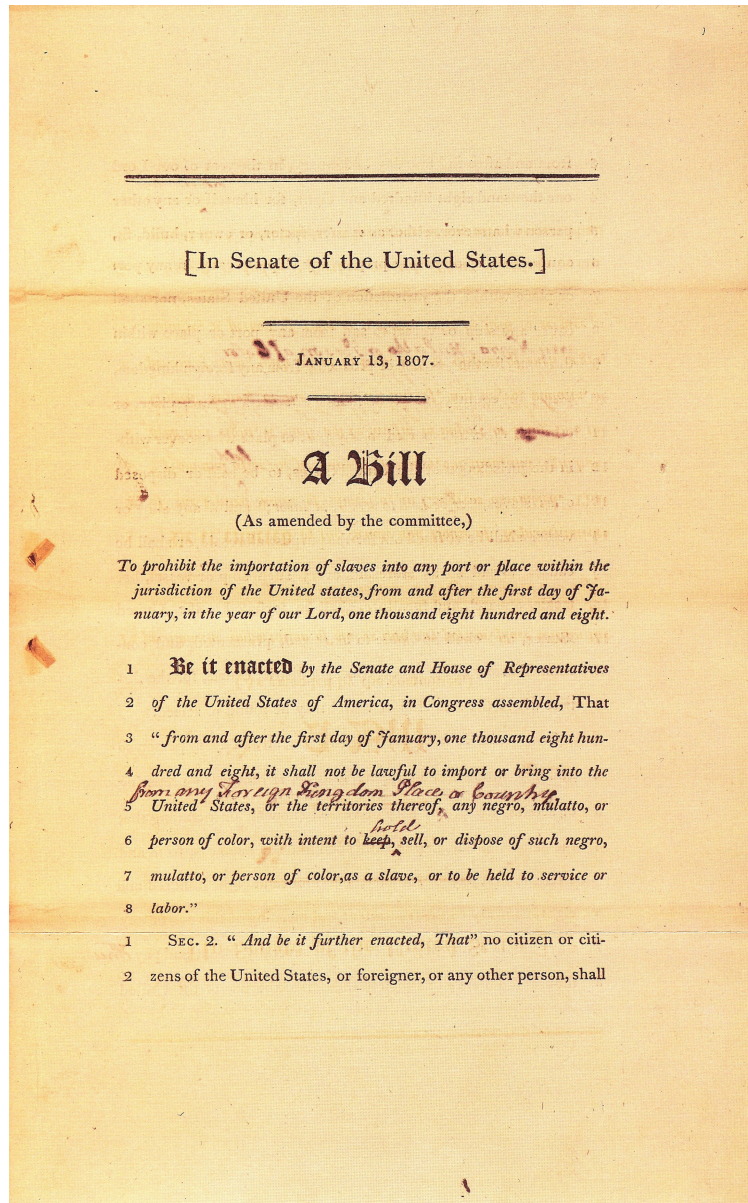 [In Senate of the United States.]
January 13, 1807.
A Bill
(As amended by the committee,)
To prohibit the importation of slaves into any port or place within the
jurisdiction of the United states, from and after the first day of Ja-
nuary, in the year of our Lord, one thousand eight hundred and eight.
1 Be it enacted by the Senate and House of Representatives
2 of the United States of America, in Congress assembled, That
3 "from and after the first day of January, one thousand eight hun-
4 dred and eight, it shall not be lawful to import or bring into the
from any Foreign Kingdom Place or Country
5 United States, or the territories thereof, any negro, mulatto, or
hold
6 person of color, with intent to keep, sell, or dispose of such negro,
7 mulatto, or person of color, as a slave, or to be held to service or
8 labor."
1 Sec. 2. "And be it further enacted, That" no citizen or citi-
2 zens of the United States, or foreigner, or any other person, shall